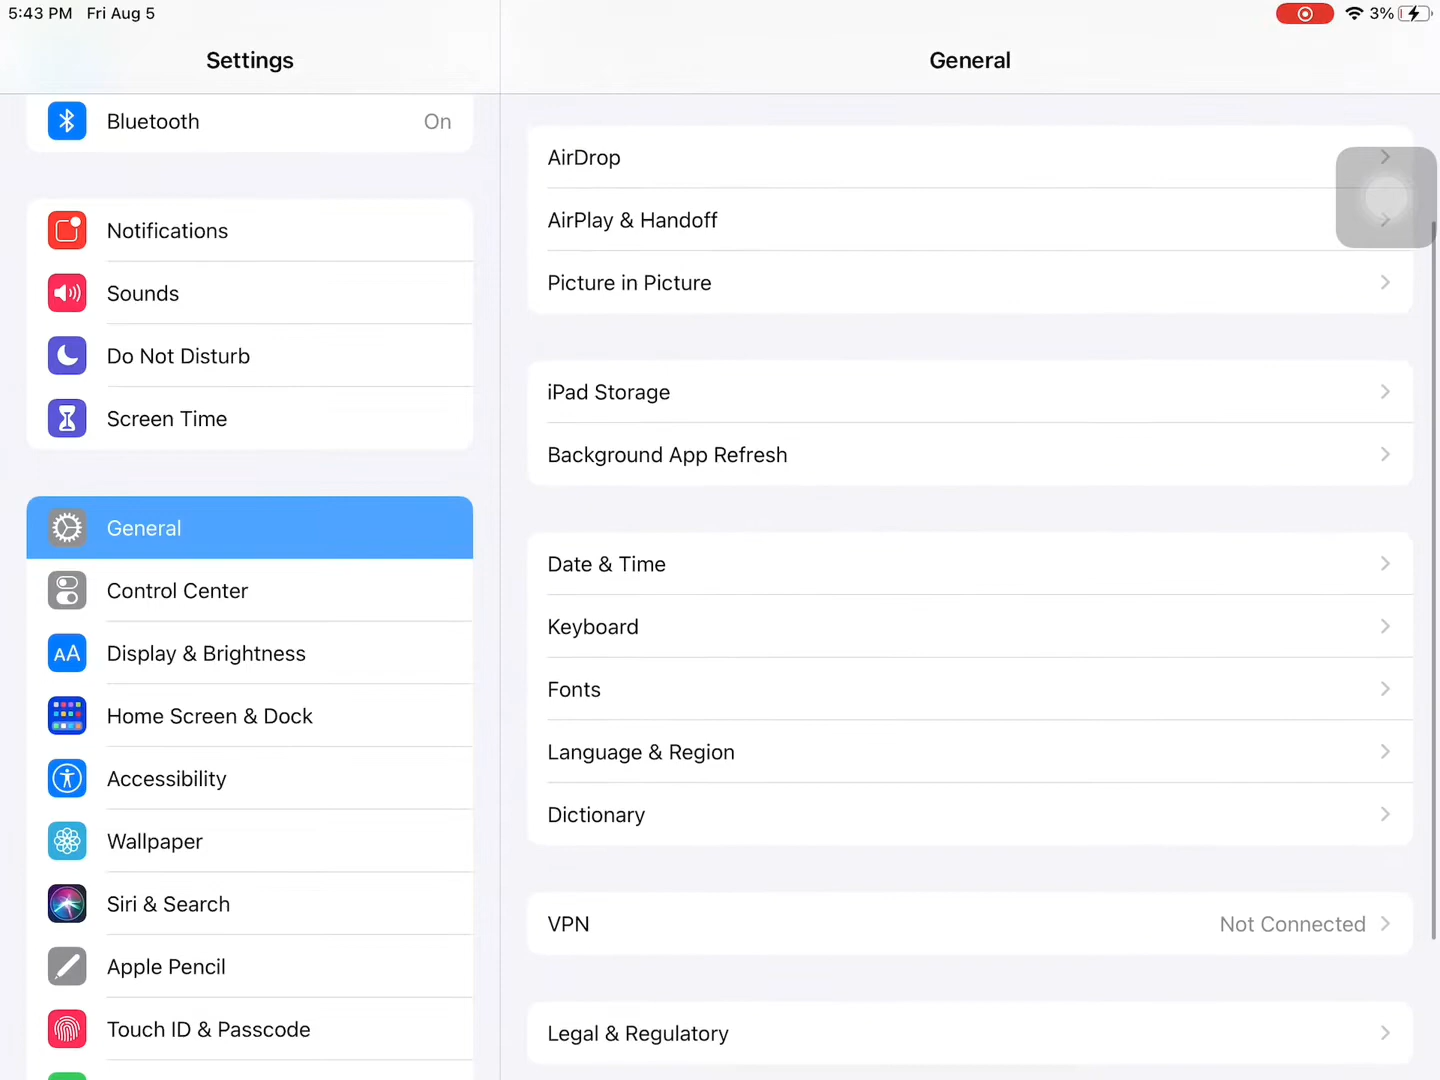 5:43 PM Fri Aug 5
3%
Settings
Bluetooth On
Notifications
Sounds
Do Not Disturb
Screen Time
General
Control Center
AA Display & Brightness
Home Screen & Dock
Accessibility
Wallpaper
Siri & Search
Apple Pencil
Touch ID & Passcode
General
AirDrop
AirPlay & Handoff
Picture in Picture
iPad Storage
Background App Refresh
Date & Time
Keyboard
Fonts
Language & Region
Dictionary
VPN Not Connected
Legal & Regulatory